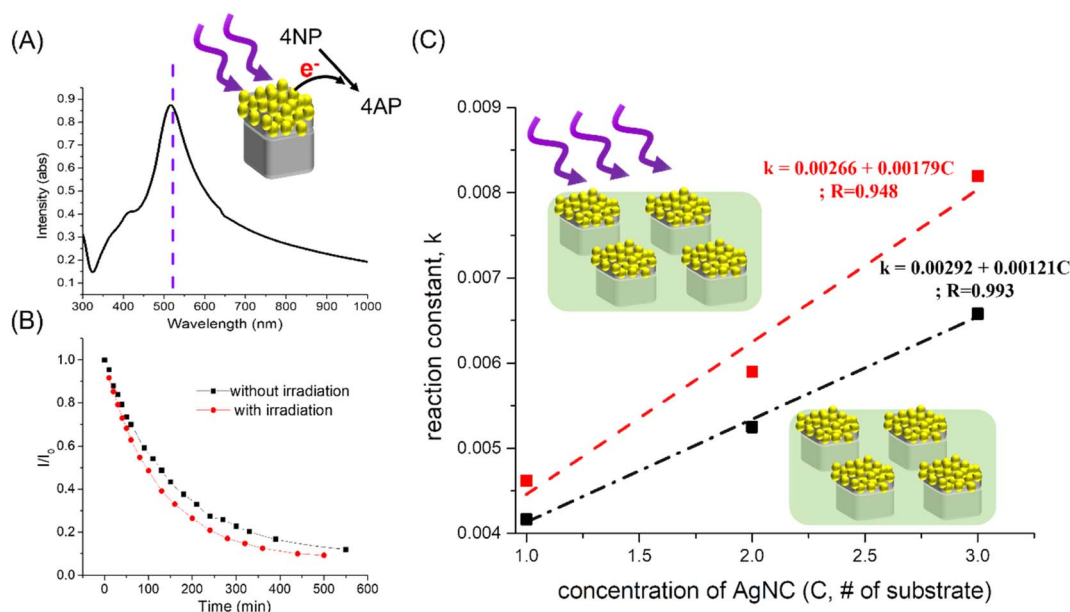 (A)
4NP
e-
4AP
0.9
0.8
0.7
0.6
0.5
0.4
0.3
0.2
0.1
Intensity (abs)
300 400 500 600 700 800 900 1000
Wavelength (nm)
(B)
1.0
0.8
0.6
0.4
0.2
0.0
I/I0
without irradiation
with irradiation
0 100 200 300 400 500 600
Time (min)
(C)
0.009
0.008
0.007
0.006
0.005
0.004
reaction constant, k
k = 0.00266 + 0.00179C
; R=0.948
k = 0.00292 + 0.00121C
; R=0.993
1.0 1.5 2.0 2.5 3.0
concentration of AgNC (C, # of substrate)